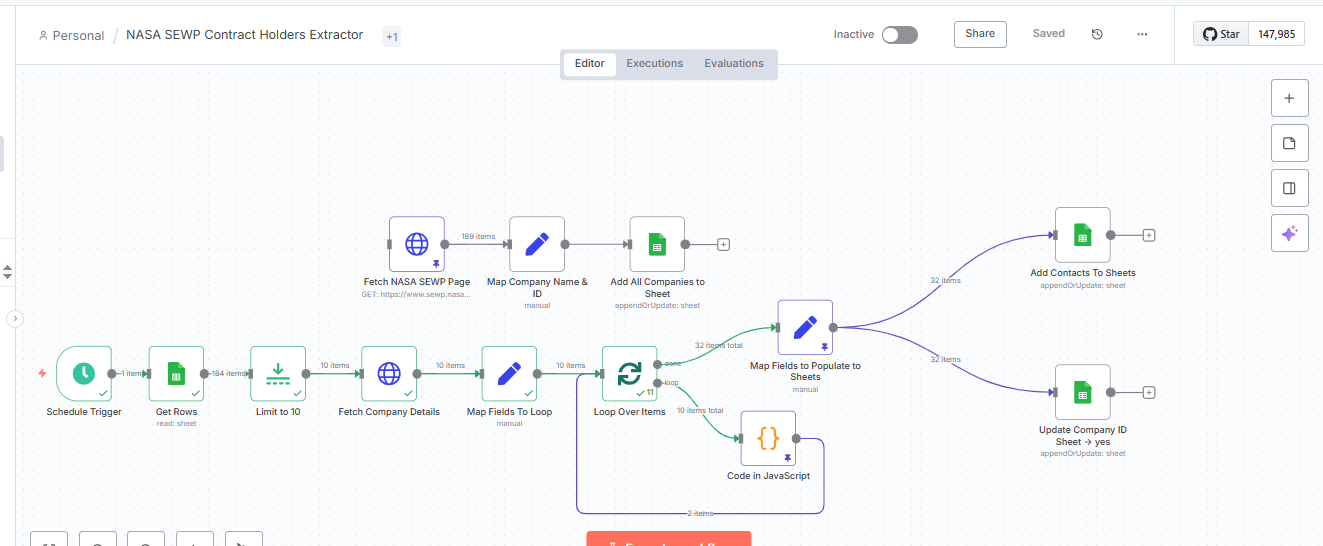 Personal / NASA SEWP Contract Holders Extractor +1
Inactive Share Saved ... Star 147,985
Editor Executions Evaluations
189 items
Fetch NASA SEWP Page
GET: https://www.sewp.nasa...
Map Company Name &
ID
manual
Add All Companies to
Sheet
appendOrUpdate: sheet
Add Contacts To Sheets
appendOrUpdate: sheet
32 items
32 items total
Map Fields to Populate to
Sheets
manual
32 items
1 item
184 items
10 items
10 items
10 items
done
loop
11
Schedule Trigger
Get Rows
read: sheet
Limit to 10
Fetch Company Details
Map Fields To Loop
manual
Loop Over Items
10 items total
Update Company ID
Sheet → yes
appendOrUpdate: sheet
{}
Code in JavaScript
2 items